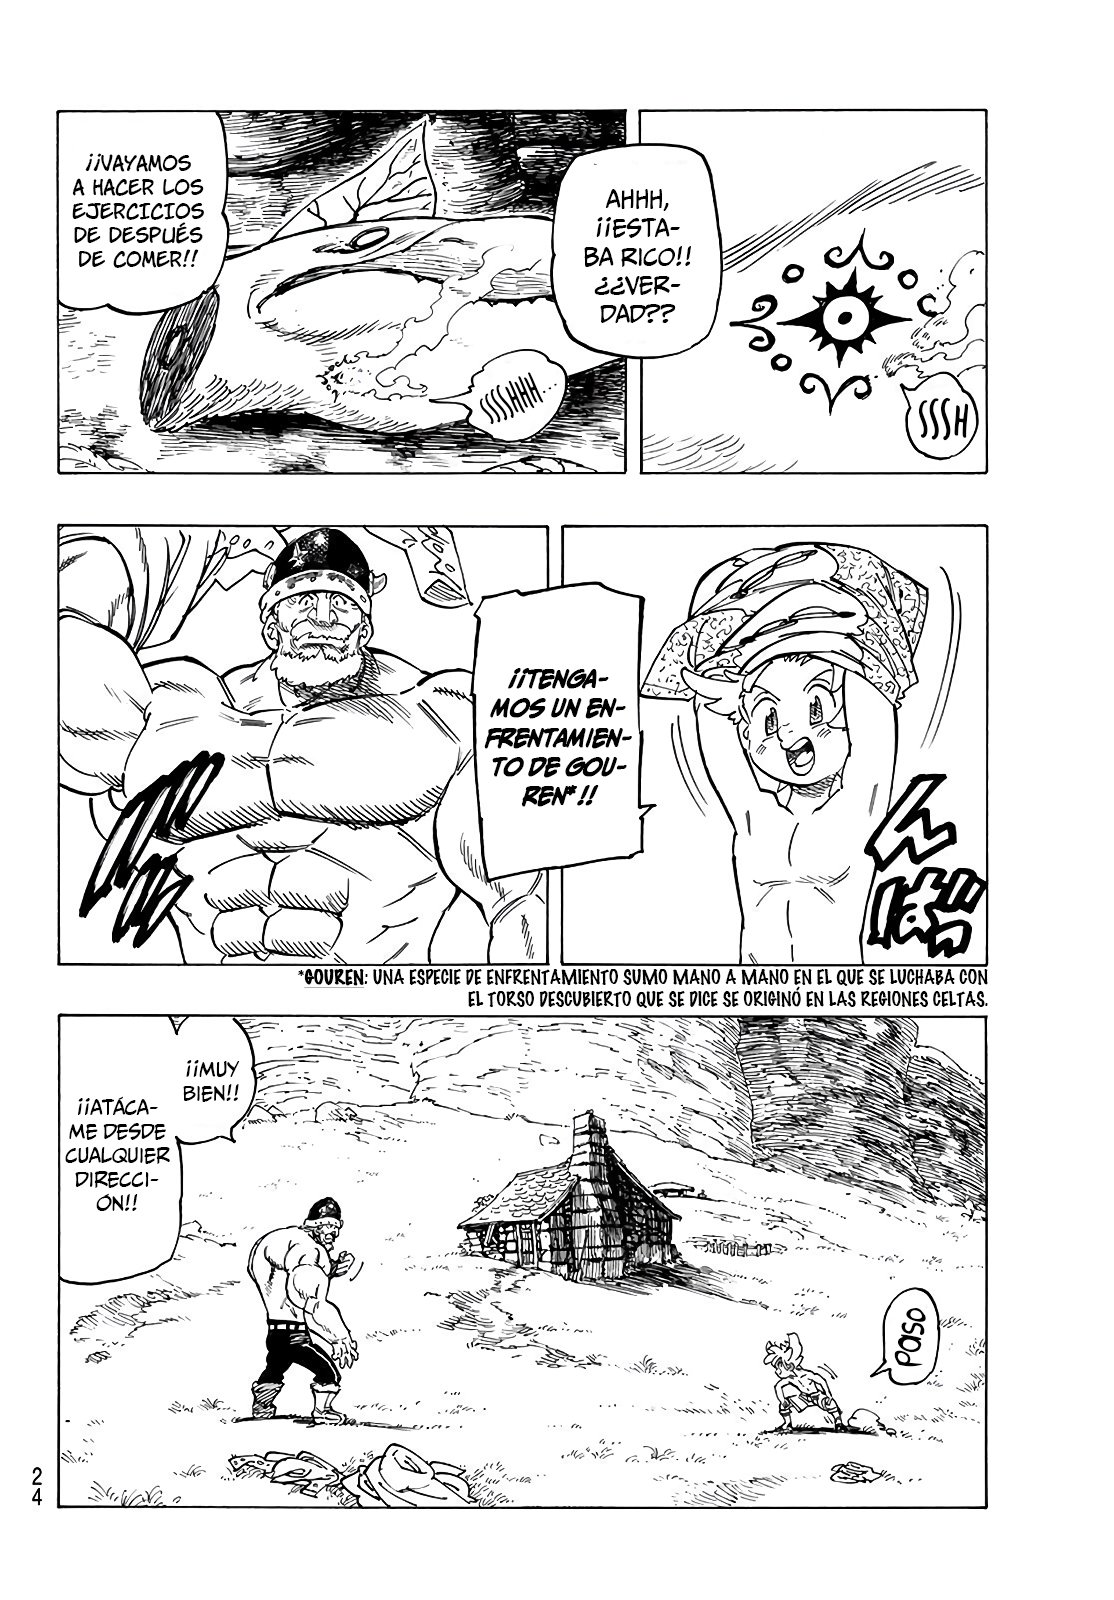 AHHH,
¡¡ESTA-
BA RICO!!
¿¿VER-
DAD??
SSSH
¡¡VAYAMOS
A HACER LOS
EJERCICIOS
DE DESPUÉS
DE COMER!!
SSSHHH
¡¡TENGA-
MOS UN EN-
FRENTAMIEN-
TO DE GOU-
REN*!!
*GOUREN: UNA ESPECIE DE ENFRENTAMIENTO SUMO MANO A MANO EN EL QUE SE LUCHABA CON
EL TORSO DESCUBIERTO QUE SE DICE SE ORIGINÓ EN LAS REGIONES CELTAS.
¡¡MUY
BIEN!!
¡¡ATÁCA-
ME DESDE
CUALQUIER
DIRECCI-
ÓN!!
PASO
24